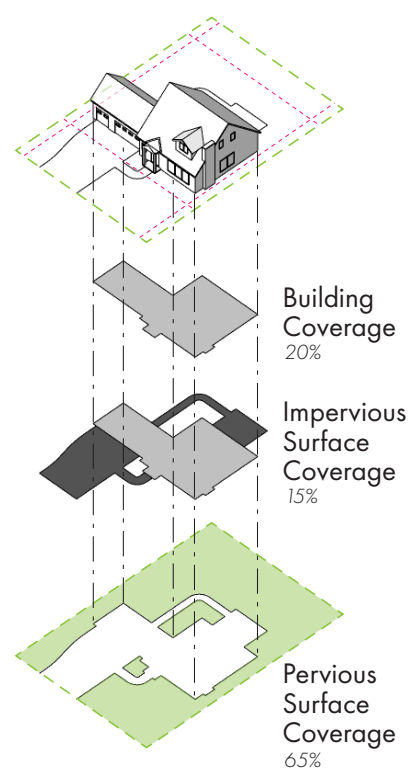 Building
Coverage
20%
Impervious
Surface
Coverage
15%
Pervious
Surface
Coverage
65%